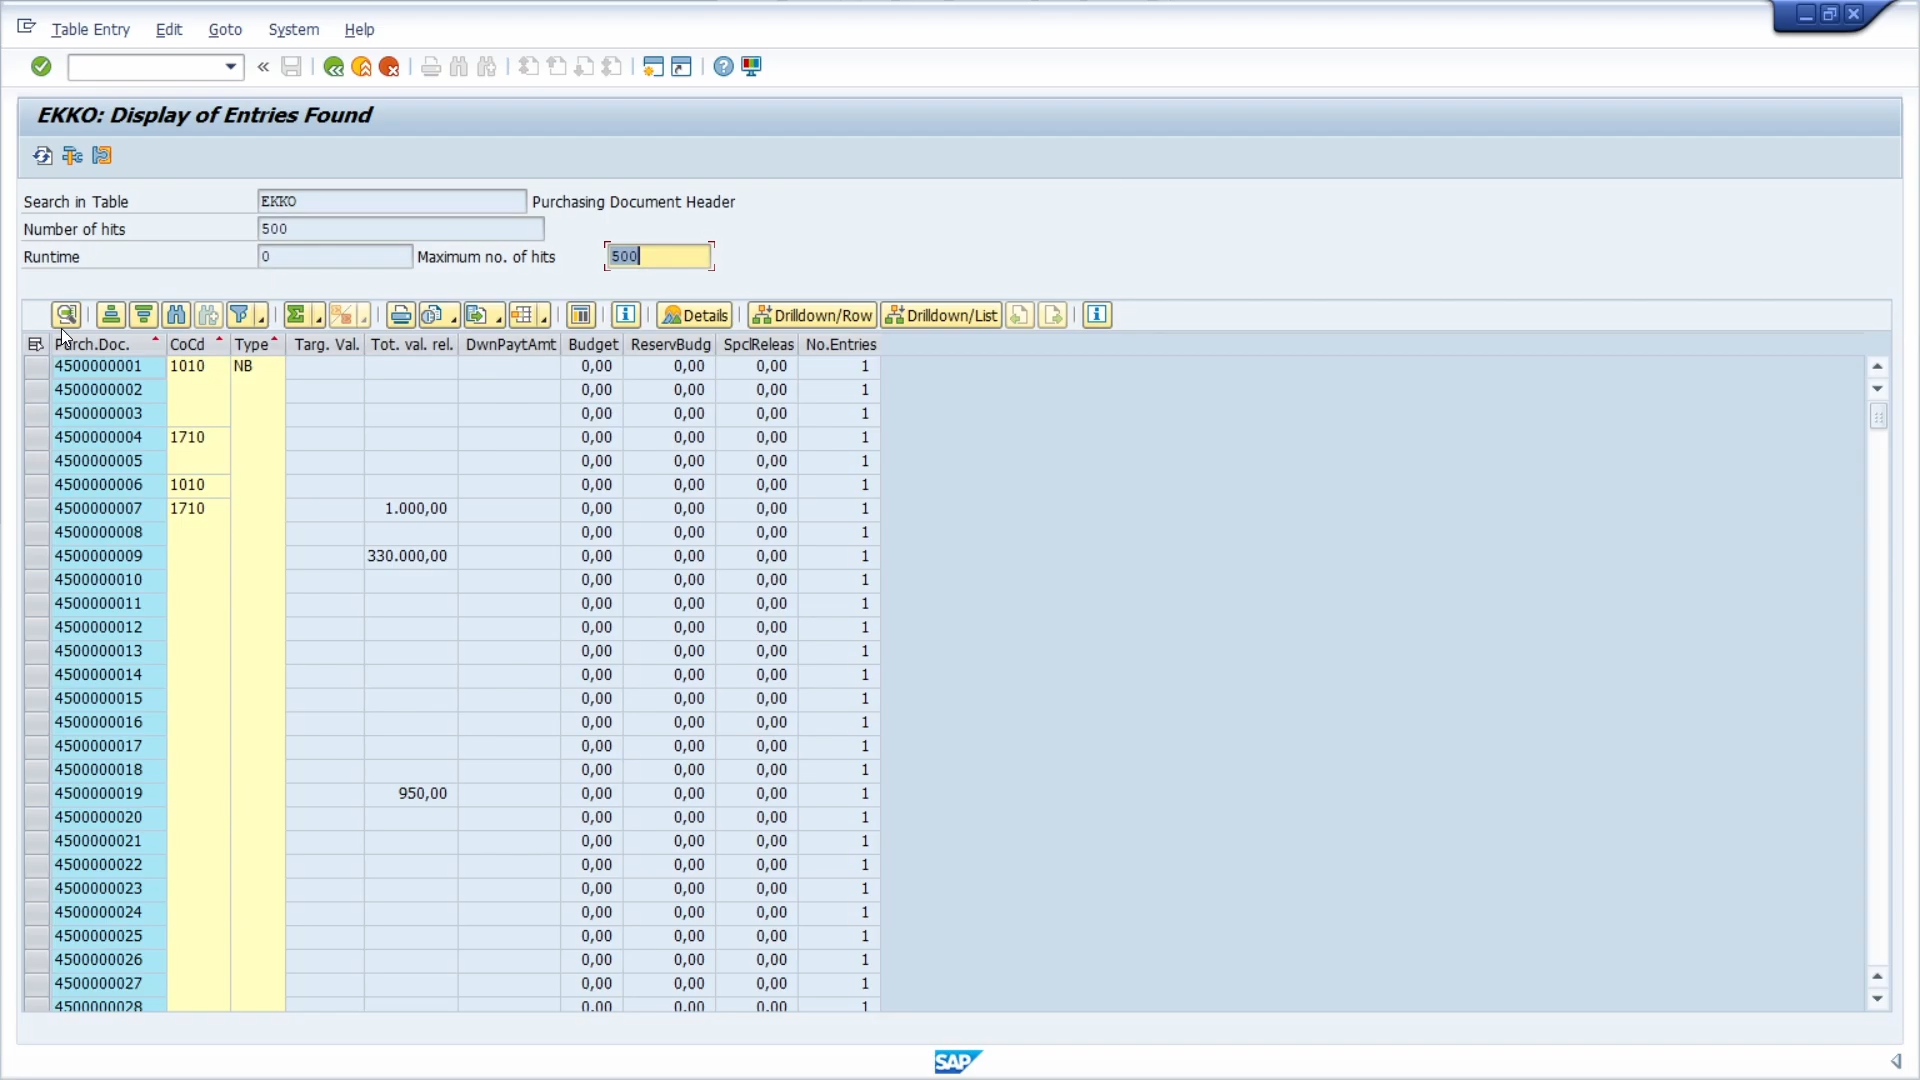 Table Entry Edit Goto System Help
EKKO: Display of Entries Found
Search in Table EKKO Purchasing Document Header
Number of hits 500
Runtime 0 Maximum no. of hits 500
Details Drilldown/Row Drilldown/List
Purch.Doc. CoCd Type Targ. Val. Tot. val. rel. DwnPaytAmt Budget ReservBudg SpclReleas No.Entries
4500000001 1010 NB 0,00 0,00 0,00 1
4500000002 0,00 0,00 0,00 1
4500000003 0,00 0,00 0,00 1
4500000004 1710 0,00 0,00 0,00 1
4500000005 0,00 0,00 0,00 1
4500000006 1010 0,00 0,00 0,00 1
4500000007 1710 1.000,00 0,00 0,00 0,00 1
4500000008 0,00 0,00 0,00 1
4500000009 330.000,00 0,00 0,00 0,00 1
4500000010 0,00 0,00 0,00 1
4500000011 0,00 0,00 0,00 1
4500000012 0,00 0,00 0,00 1
4500000013 0,00 0,00 0,00 1
4500000014 0,00 0,00 0,00 1
4500000015 0,00 0,00 0,00 1
4500000016 0,00 0,00 0,00 1
4500000017 0,00 0,00 0,00 1
4500000018 0,00 0,00 0,00 1
4500000019 950,00 0,00 0,00 0,00 1
4500000020 0,00 0,00 0,00 1
4500000021 0,00 0,00 0,00 1
4500000022 0,00 0,00 0,00 1
4500000023 0,00 0,00 0,00 1
4500000024 0,00 0,00 0,00 1
4500000025 0,00 0,00 0,00 1
4500000026 0,00 0,00 0,00 1
4500000027 0,00 0,00 0,00 1
4500000028 0,00 0,00 0,00 1
SAP